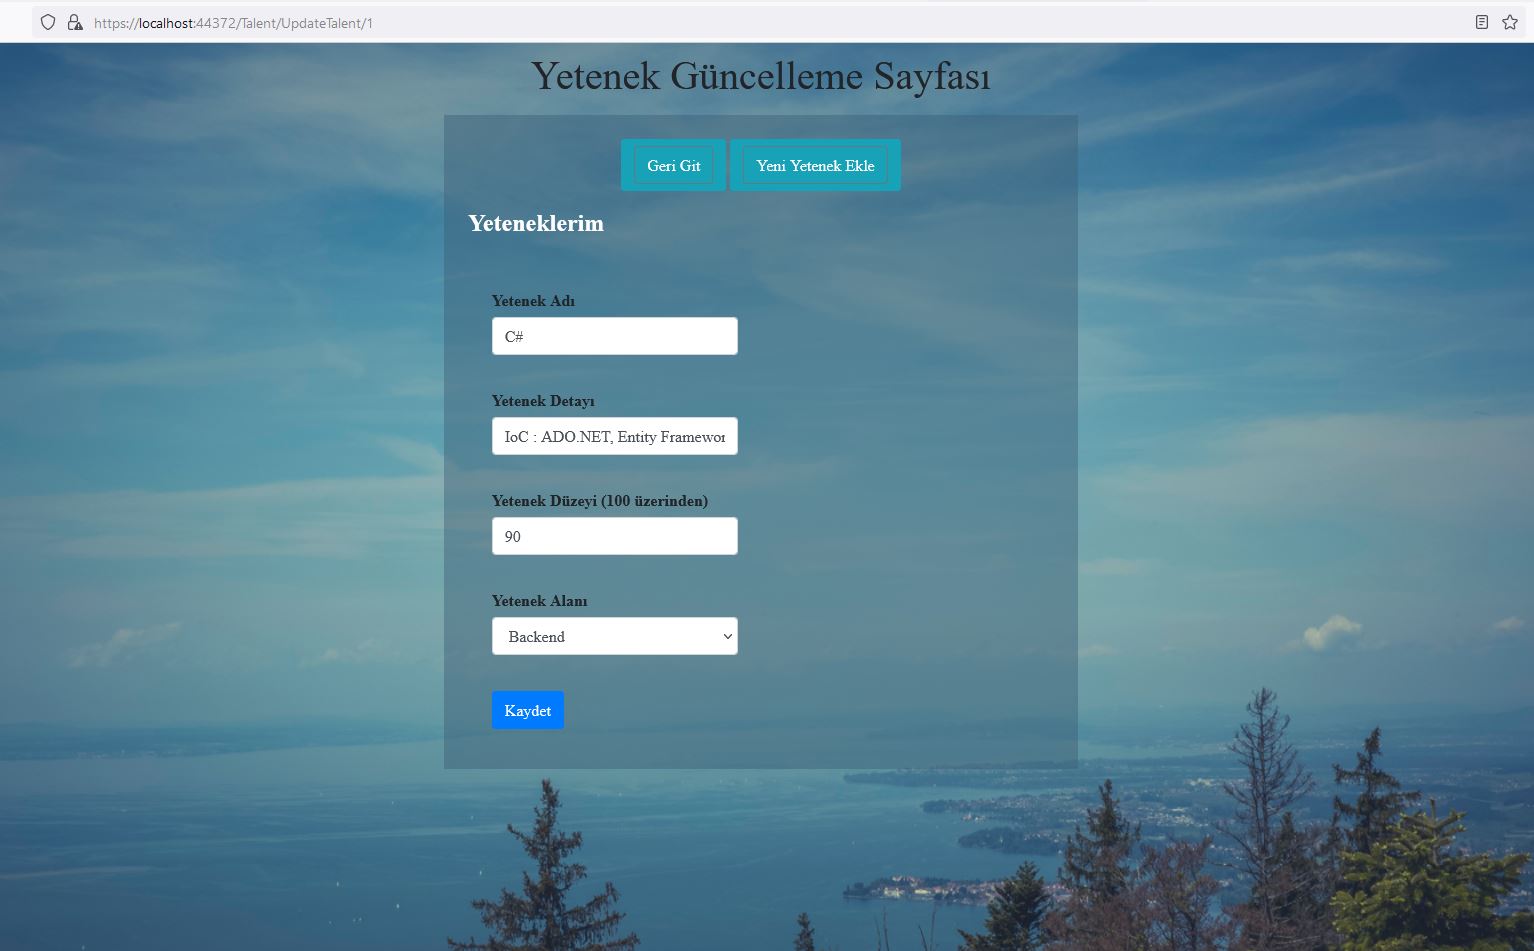 https://localhost:44372/Talent/UpdateTalent/1
Yetenek Güncelleme Sayfası
Geri Git Yeni Yetenek Ekle
Yeteneklerim
Yetenek Adı
C#
Yetenek Detayı
IoC : ADO.NET, Entity Framewor
Yetenek Düzeyi (100 üzerinden)
90
Yetenek Alanı
Backend
Kaydet